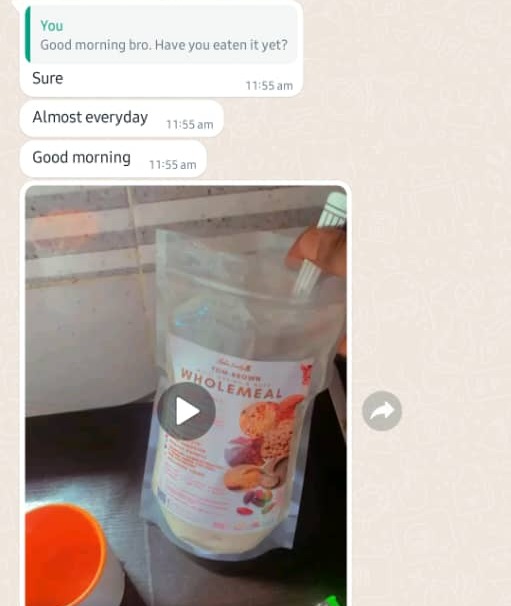 You
Good morning bro. Have you eaten it yet?
Sure
11:55 am
Almost everyday
11:55 am
Good morning
11:55 am
TOM-BROWN
WHOLEMEAL